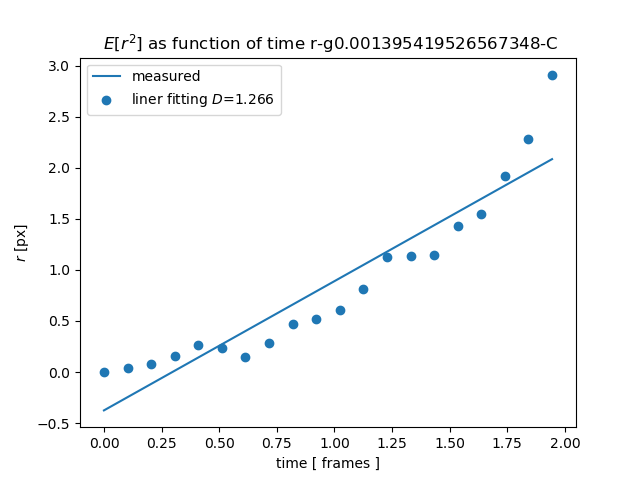 E[r²] as function of time r-g0.001395419526567348-C
measured
liner fitting D=1.266
3.0
2.5
2.0
1.5
1.0
0.5
0.0
−0.5
r [px]
0.00 0.25 0.50 0.75 1.00 1.25 1.50 1.75 2.00
time [ frames ]